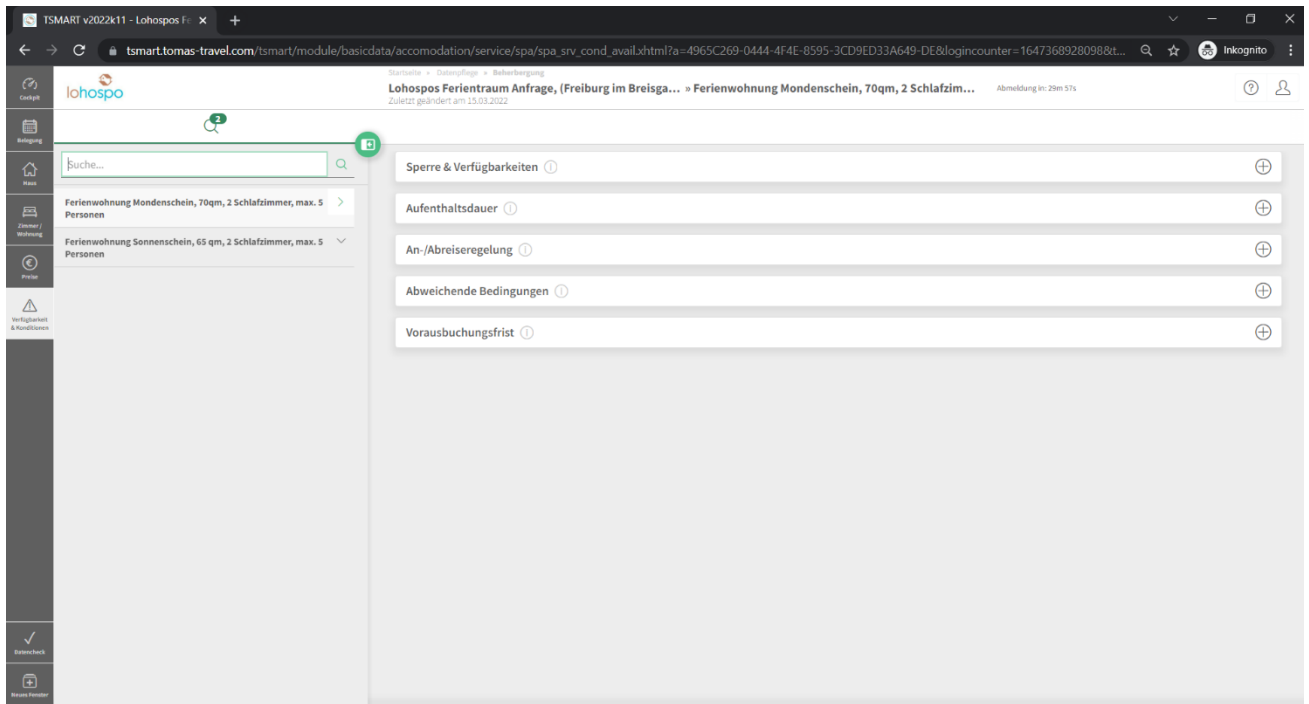 TSMART v2022k11 - Lohospos Fe
tsmart.tomas-travel.com/tsmart/module/basicdata/accomodation/service/spa/spa_srv_cond_avail.xhtml?a=4965C269-0444-4F4E-8595-3CD9ED33A649-DE&logincounter=1647368928098&t...
Inkognito
Cockpit
lohospo
Startseite » Datenpflege » Beherbergung
Lohospos Ferientraum Anfrage, (Freiburg im Breisga... » Ferienwohnung Mondenschein, 70qm, 2 Schlafzim...
Abmeldung in: 29m 57s
Zuletzt geändert am 15.03.2022
2
Belegung
Suche...
Haus
Ferienwohnung Mondenschein, 70qm, 2 Schlafzimmer, max. 5
Personen
Zimmer /
Wohnung
Ferienwohnung Sonnenschein, 65 qm, 2 Schlafzimmer, max. 5
Personen
Preise
Verfügbarkeit
& Konditionen
Sperre & Verfügbarkeiten
Aufenthaltsdauer
An-/Abreiseregelung
Abweichende Bedingungen
Vorausbuchungsfrist
Datencheck
Neues Fenster